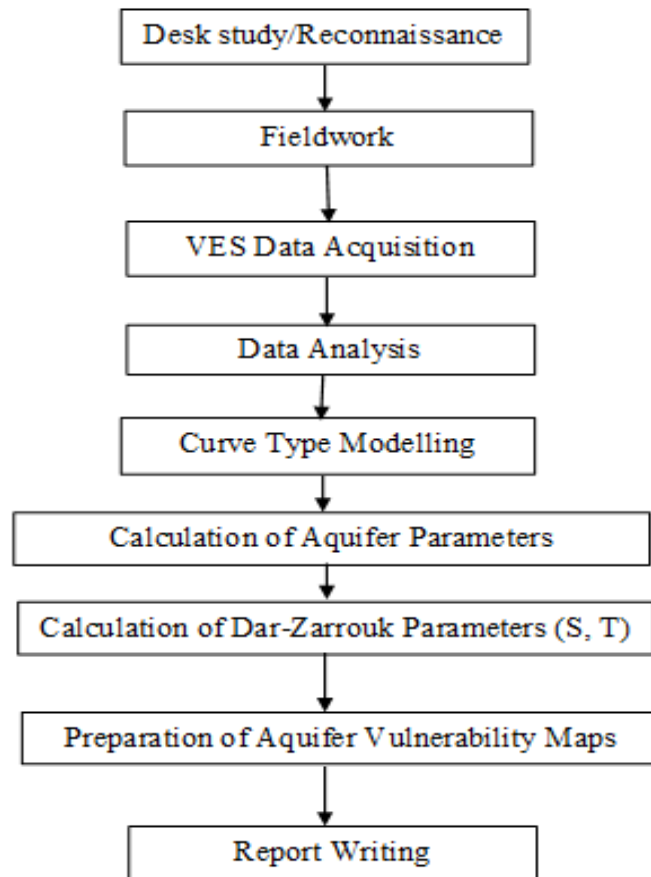 Desk study/Reconnaissance
Fieldwork
VES Data Acquisition
Data Analysis
Curve Type Modelling
Calculation of Aquifer Parameters
Calculation of Dar-Zarrouk Parameters (S, T)
Preparation of Aquifer Vulnerability Maps
Report Writing